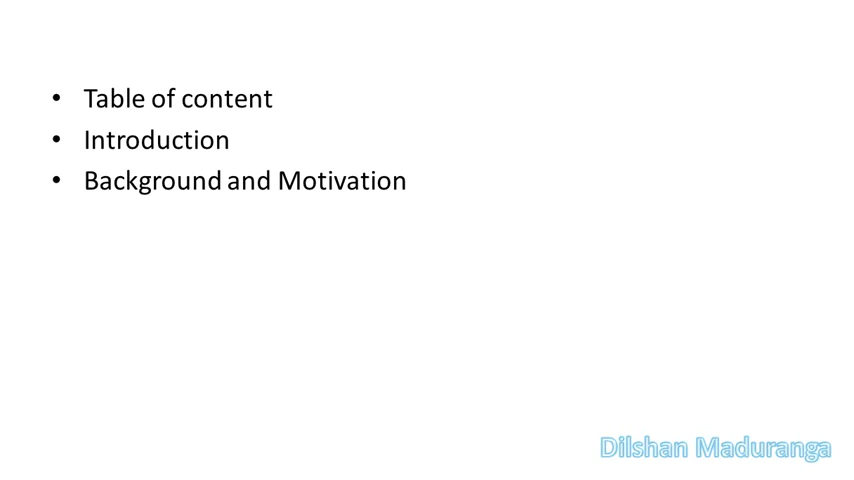 • Table of content
• Introduction
• Background and Motivation
Dilshan Maduranga